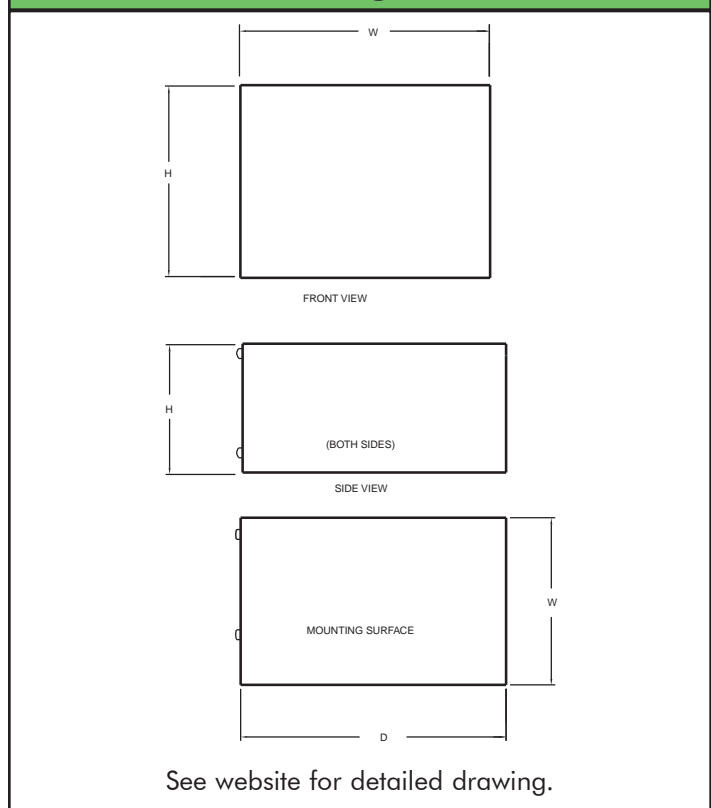 W
H
FRONT VIEW
H
(BOTH SIDES)
SIDE VIEW
MOUNTING SURFACE
W
D
See website for detailed drawing.